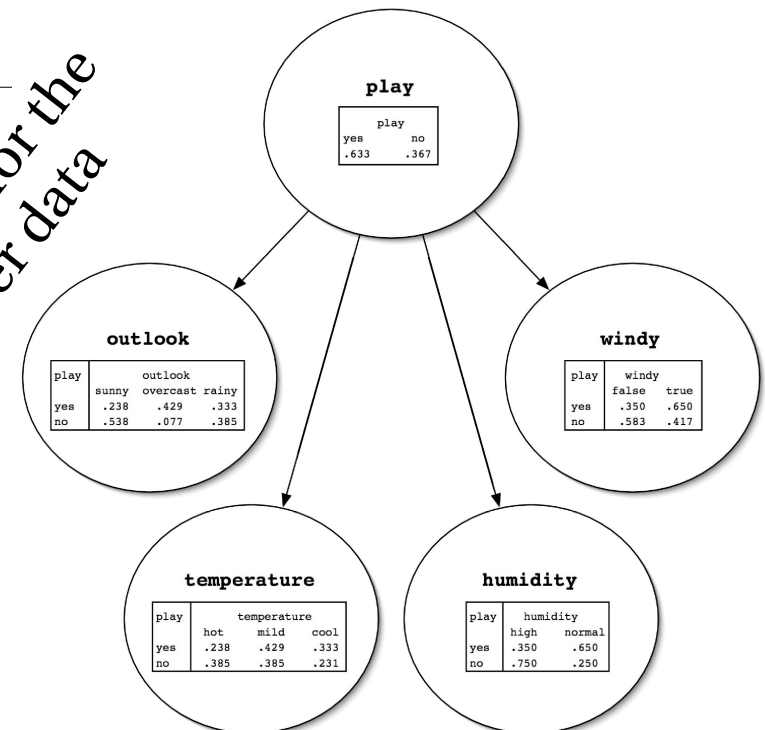 for the
er data
play
play
yes no
.633 .367
outlook
play outlook
sunny overcast rainy
yes .238 .429 .333
no .538 .077 .385
windy
play windy
false true
yes .350 .650
no .583 .417
temperature
play temperature
hot mild cool
yes .238 .429 .333
no .385 .385 .231
humidity
play humidity
high normal
yes .350 .650
no .750 .250